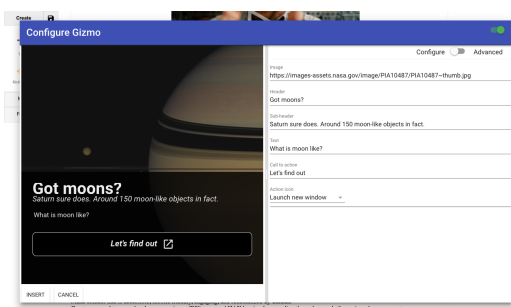 Create
Configure Gizmo
Configure
Advanced
Image
https://images-assets.nasa.gov/image/PIA10487/PIA10487~thumb.jpg
Header
Got moons?
Sub-header
Saturn sure does. Around 150 moon-like objects in fact.
Text
What is moon like?
Call to action
Let's find out
Action icon
Launch new window
Got moons?
Saturn sure does. Around 150 moon-like objects in fact.
What is moon like?
Let's find out
INSERT
CANCEL